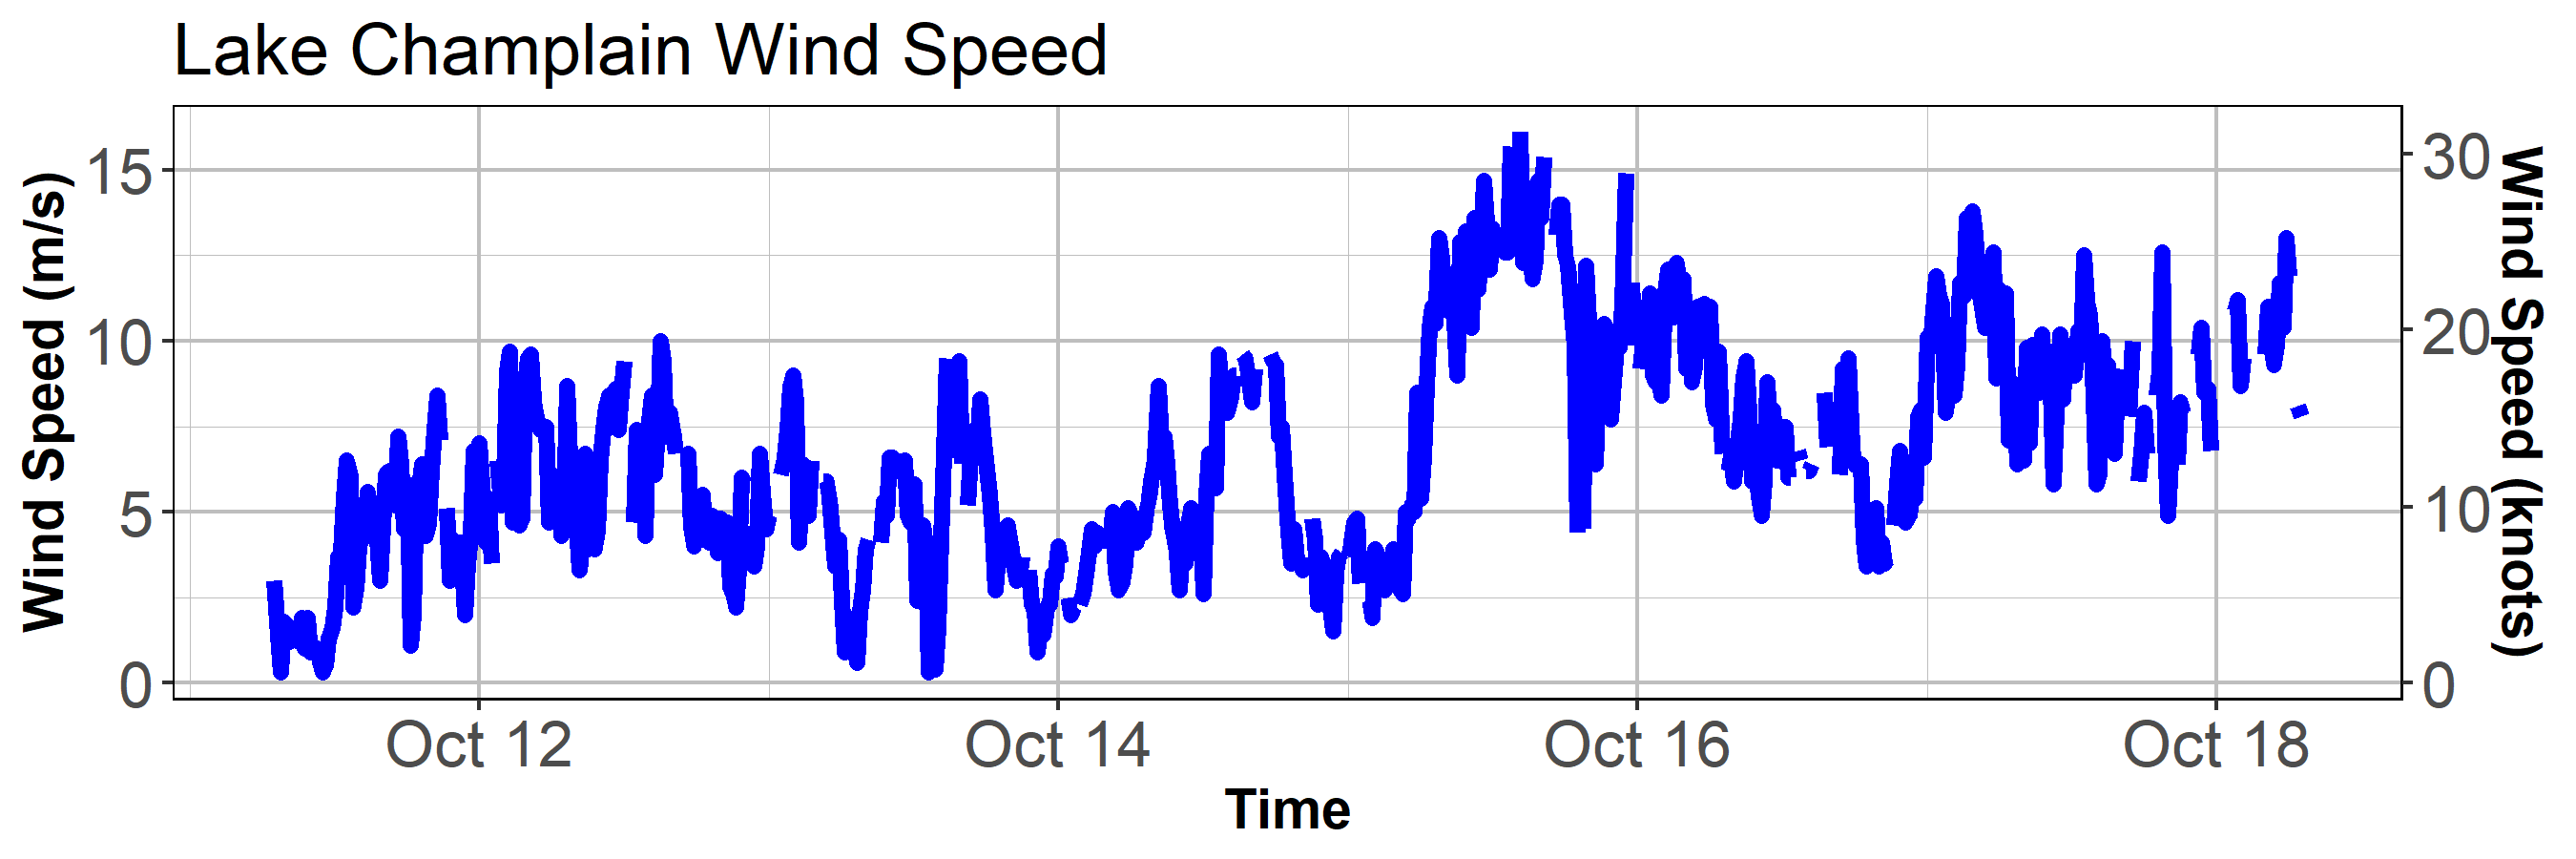 Lake Champlain Wind Speed
Wind Speed (m/s)
15
10
5
0
30
20
10
0
Wind Speed (knots)
Oct 12
Oct 14
Oct 16
Oct 18
Time